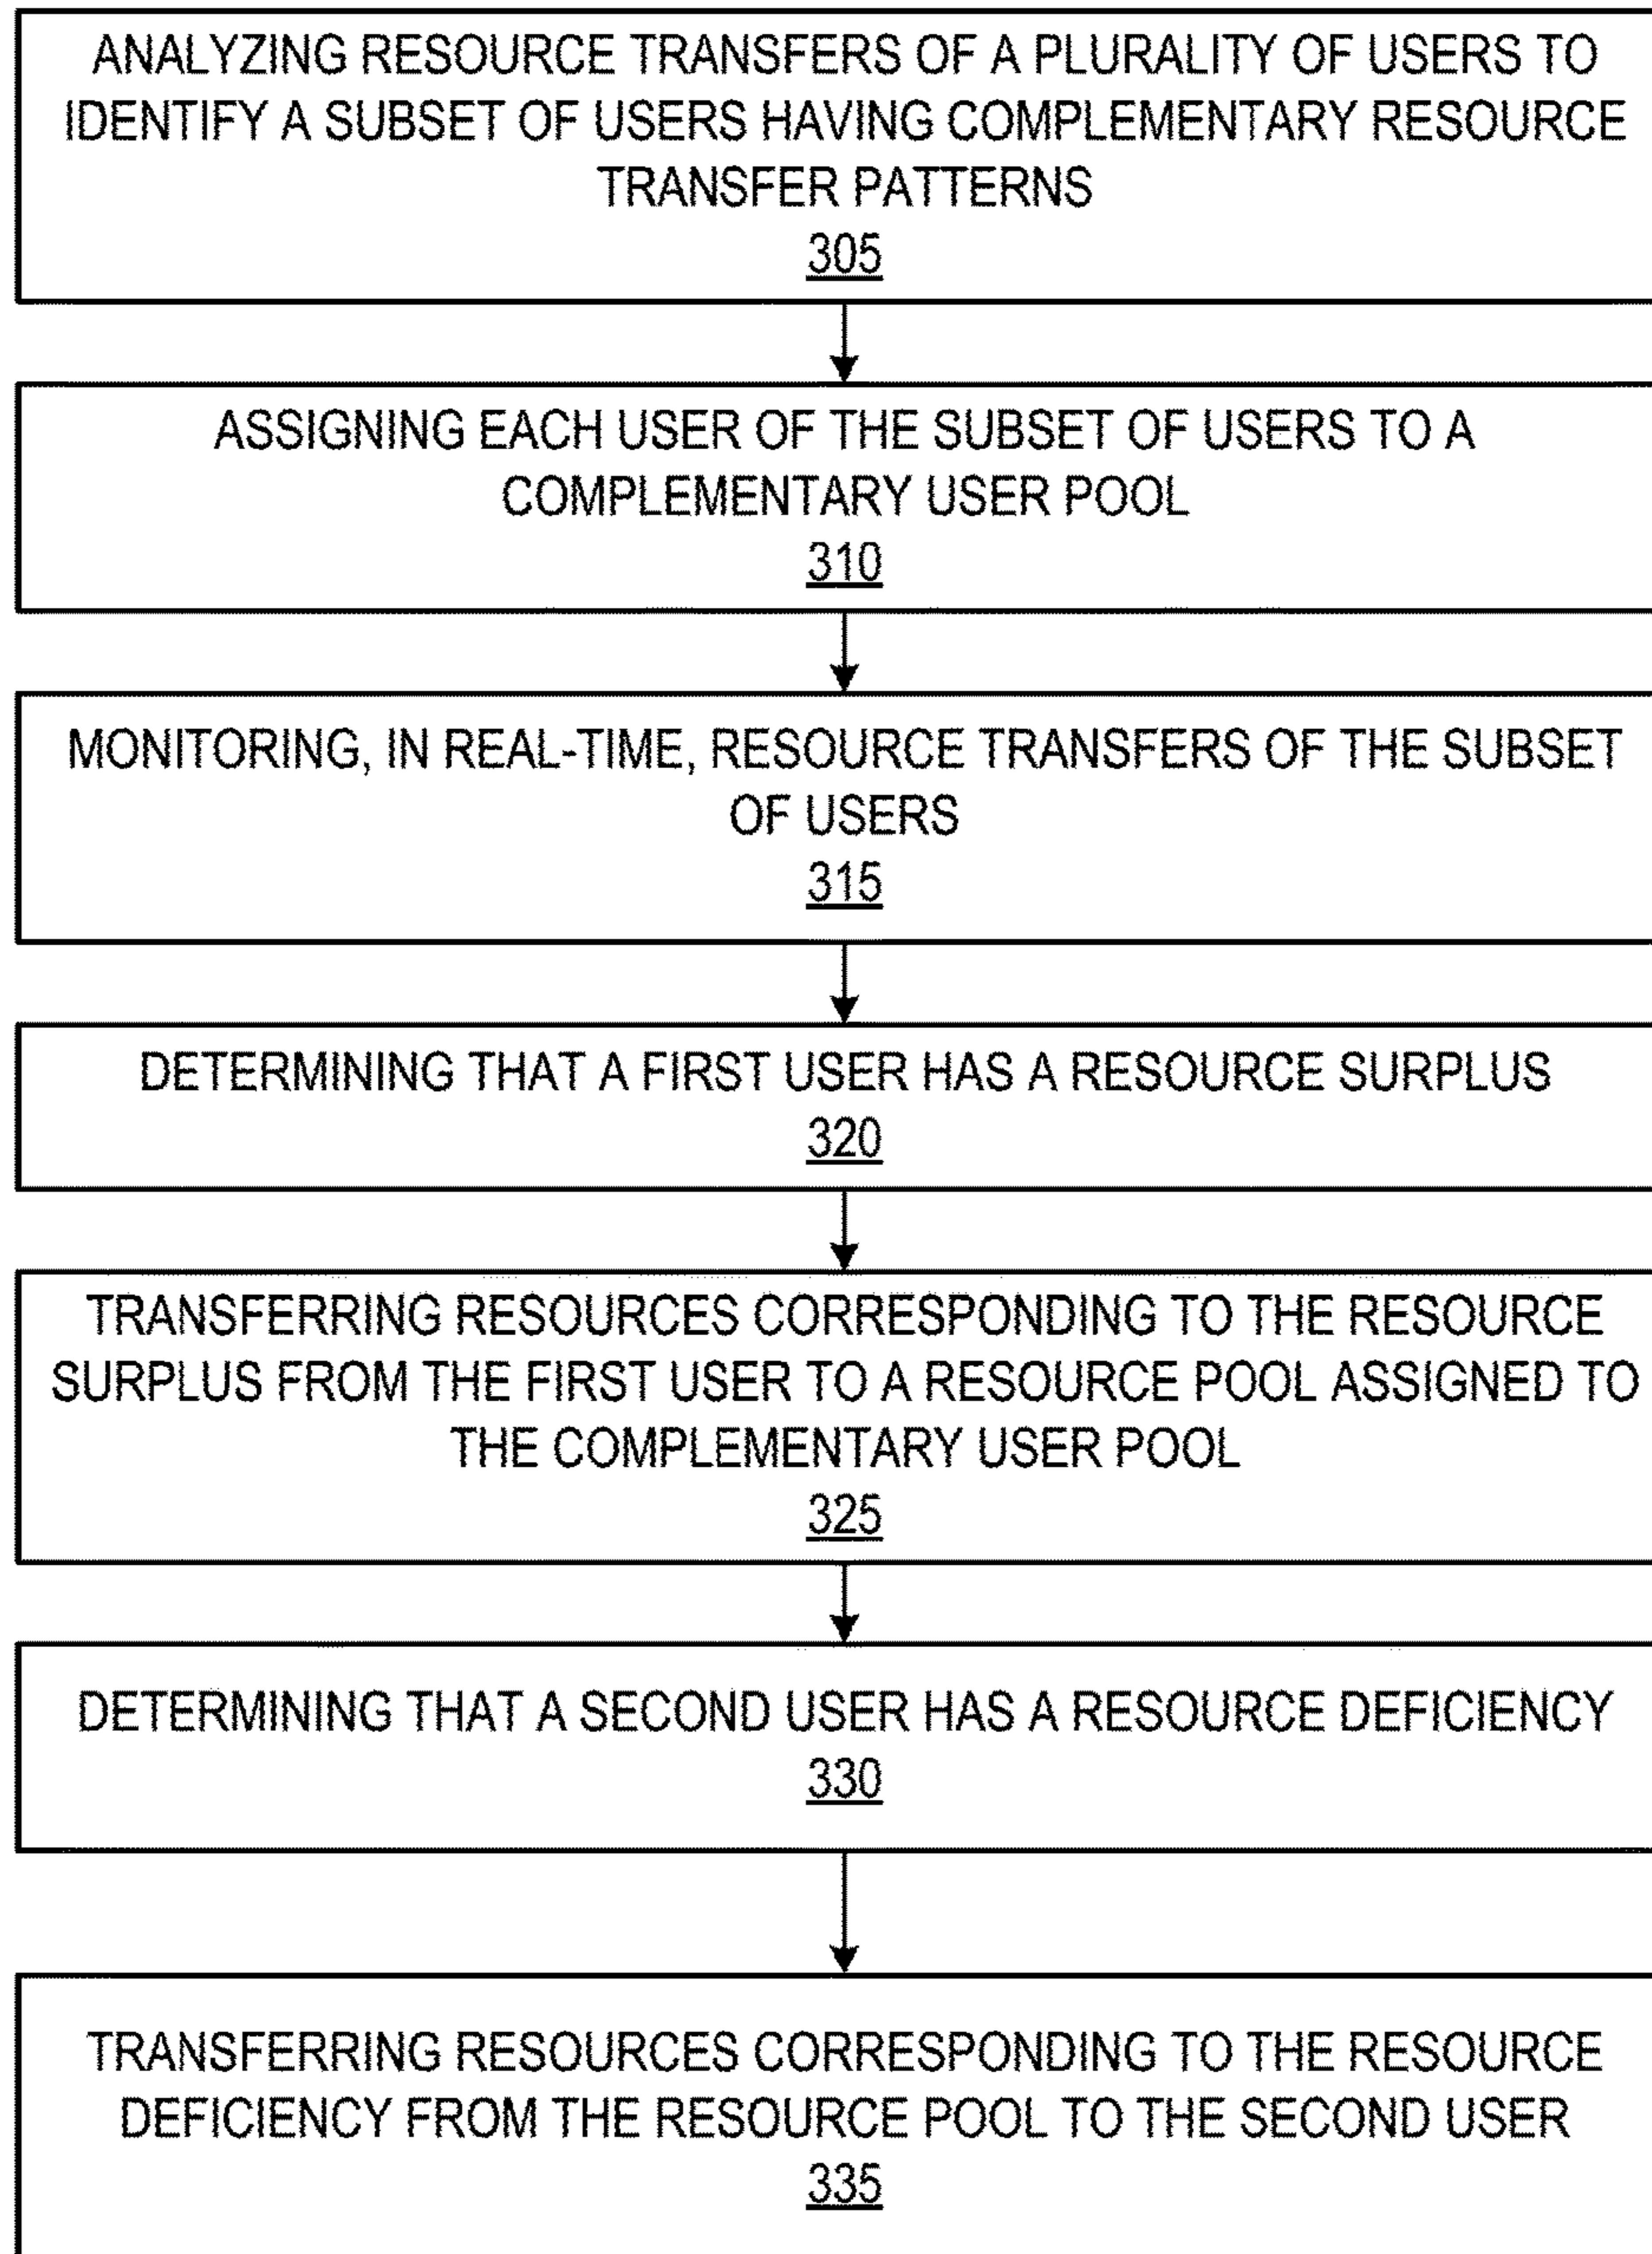 ANALYZING RESOURCE TRANSFERS OF A PLURALITY OF USERS TO
IDENTIFY A SUBSET OF USERS HAVING COMPLEMENTARY RESOURCE
TRANSFER PATTERNS
305
ASSIGNING EACH USER OF THE SUBSET OF USERS TO A
COMPLEMENTARY USER POOL
310
MONITORING, IN REAL-TIME, RESOURCE TRANSFERS OF THE SUBSET
OF USERS
315
DETERMINING THAT A FIRST USER HAS A RESOURCE SURPLUS
320
TRANSFERRING RESOURCES CORRESPONDING TO THE RESOURCE
SURPLUS FROM THE FIRST USER TO A RESOURCE POOL ASSIGNED TO
THE COMPLEMENTARY USER POOL
325
DETERMINING THAT A SECOND USER HAS A RESOURCE DEFICIENCY
330
TRANSFERRING RESOURCES CORRESPONDING TO THE RESOURCE
DEFICIENCY FROM THE RESOURCE POOL TO THE SECOND USER
335